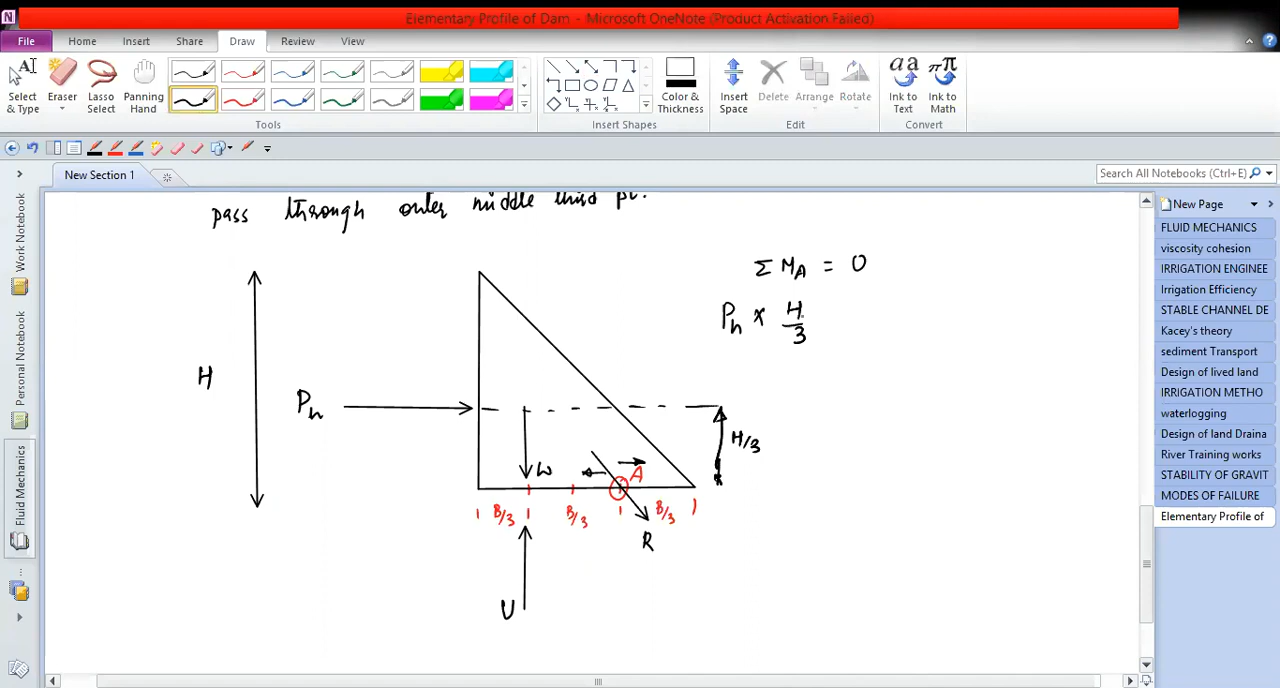 Elementary Profile of Dam - Microsoft OneNote (Product Activation Failed)
File Home Insert Share Draw Review View
Select & Type
Eraser
Lasso Select
Panning Hand
Color & Thickness
Insert Space
Delete
Arrange
Rotate
Ink to Text
Ink to Math
Tools
Insert Shapes
Edit
Convert
New Section 1
Search All Notebooks (Ctrl+E)
Work Notebook
Personal Notebook
Fluid Mechanics
New Page
FLUID MECHANICS
viscosity cohesion
IRRIGATION ENGINEE
Irrigation Efficiency
STABLE CHANNEL DE
Kacey's theory
sediment Transport
Design of lived land
IRRIGATION METHO
waterlogging
Design of land Draina
River Training works
STABILITY OF GRAVIT
MODES OF FAILURE
Elementary Profile of
pass through outer middle third pt.
Σ M_A = 0
P_h × H/3
H
P_h
H/3
W
A
B/3 B/3 B/3
R
U